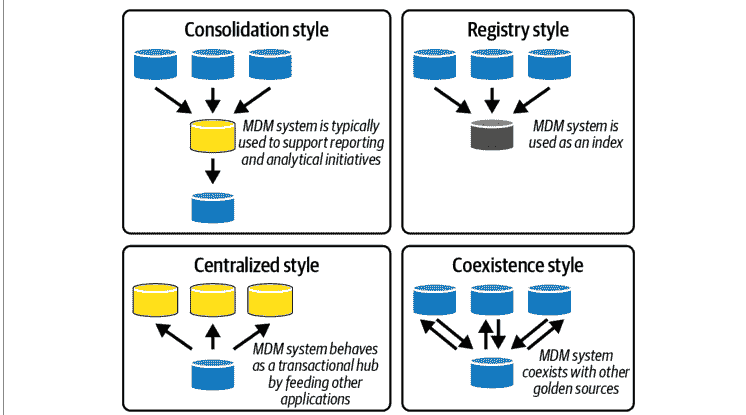 Consolidation style
MDM system is typically
used to support reporting
and analytical initiatives
Registry style
MDM system is
used as an index
Centralized style
MDM system behaves
as a transactional hub
by feeding other
applications
Coexistence style
MDM system
coexists with other
golden sources